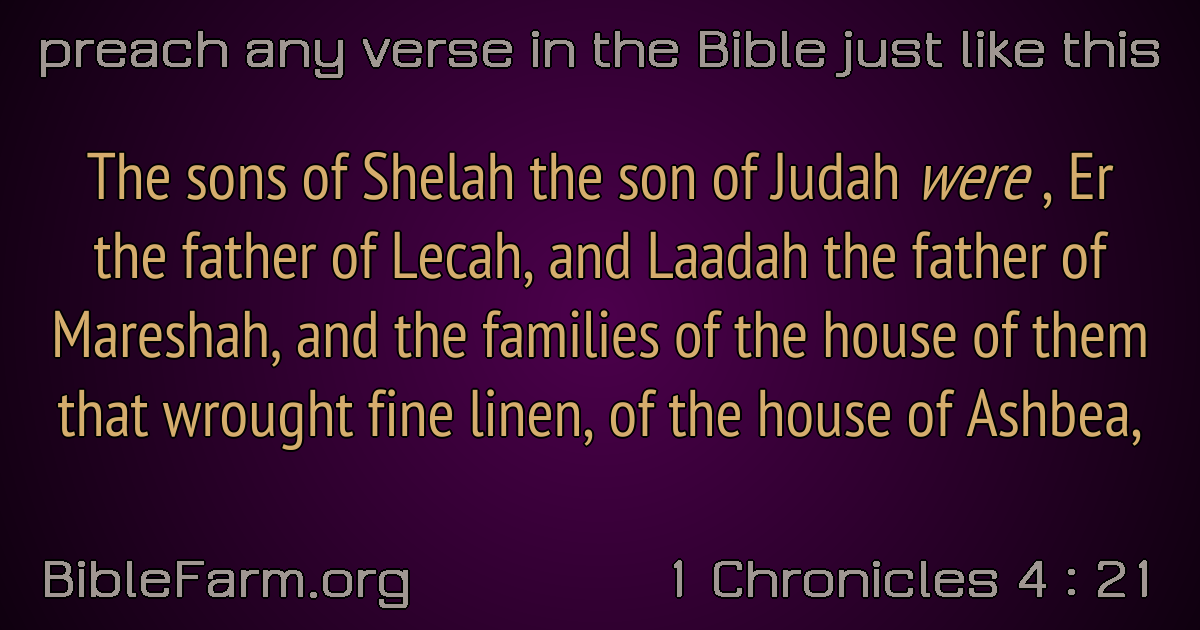 preach any verse in the Bible just like this
The sons of Shelah the son of Judah were , Er
the father of Lecah, and Laadah the father of
Mareshah, and the families of the house of them
that wrought fine linen, of the house of Ashbea,
BibleFarm.org
1 Chronicles 4 : 21